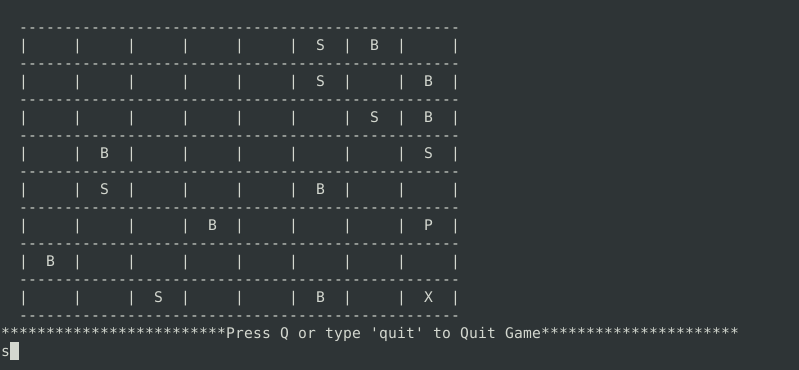 -------------------------------------------------
|     |     |     |     |     |  S  |  B  |     |
-------------------------------------------------
|     |     |     |     |     |  S  |     |  B  |
-------------------------------------------------
|     |     |     |     |     |     |  S  |  B  |
-------------------------------------------------
|     |  B  |     |     |     |     |     |  S  |
-------------------------------------------------
|     |  S  |     |     |     |  B  |     |     |
-------------------------------------------------
|     |     |     |  B  |     |     |     |  P  |
-------------------------------------------------
|  B  |     |     |     |     |     |     |     |
-------------------------------------------------
|     |     |  S  |     |     |  B  |     |  X  |
-------------------------------------------------
*************************Press Q or type 'quit' to Quit Game**********************
s